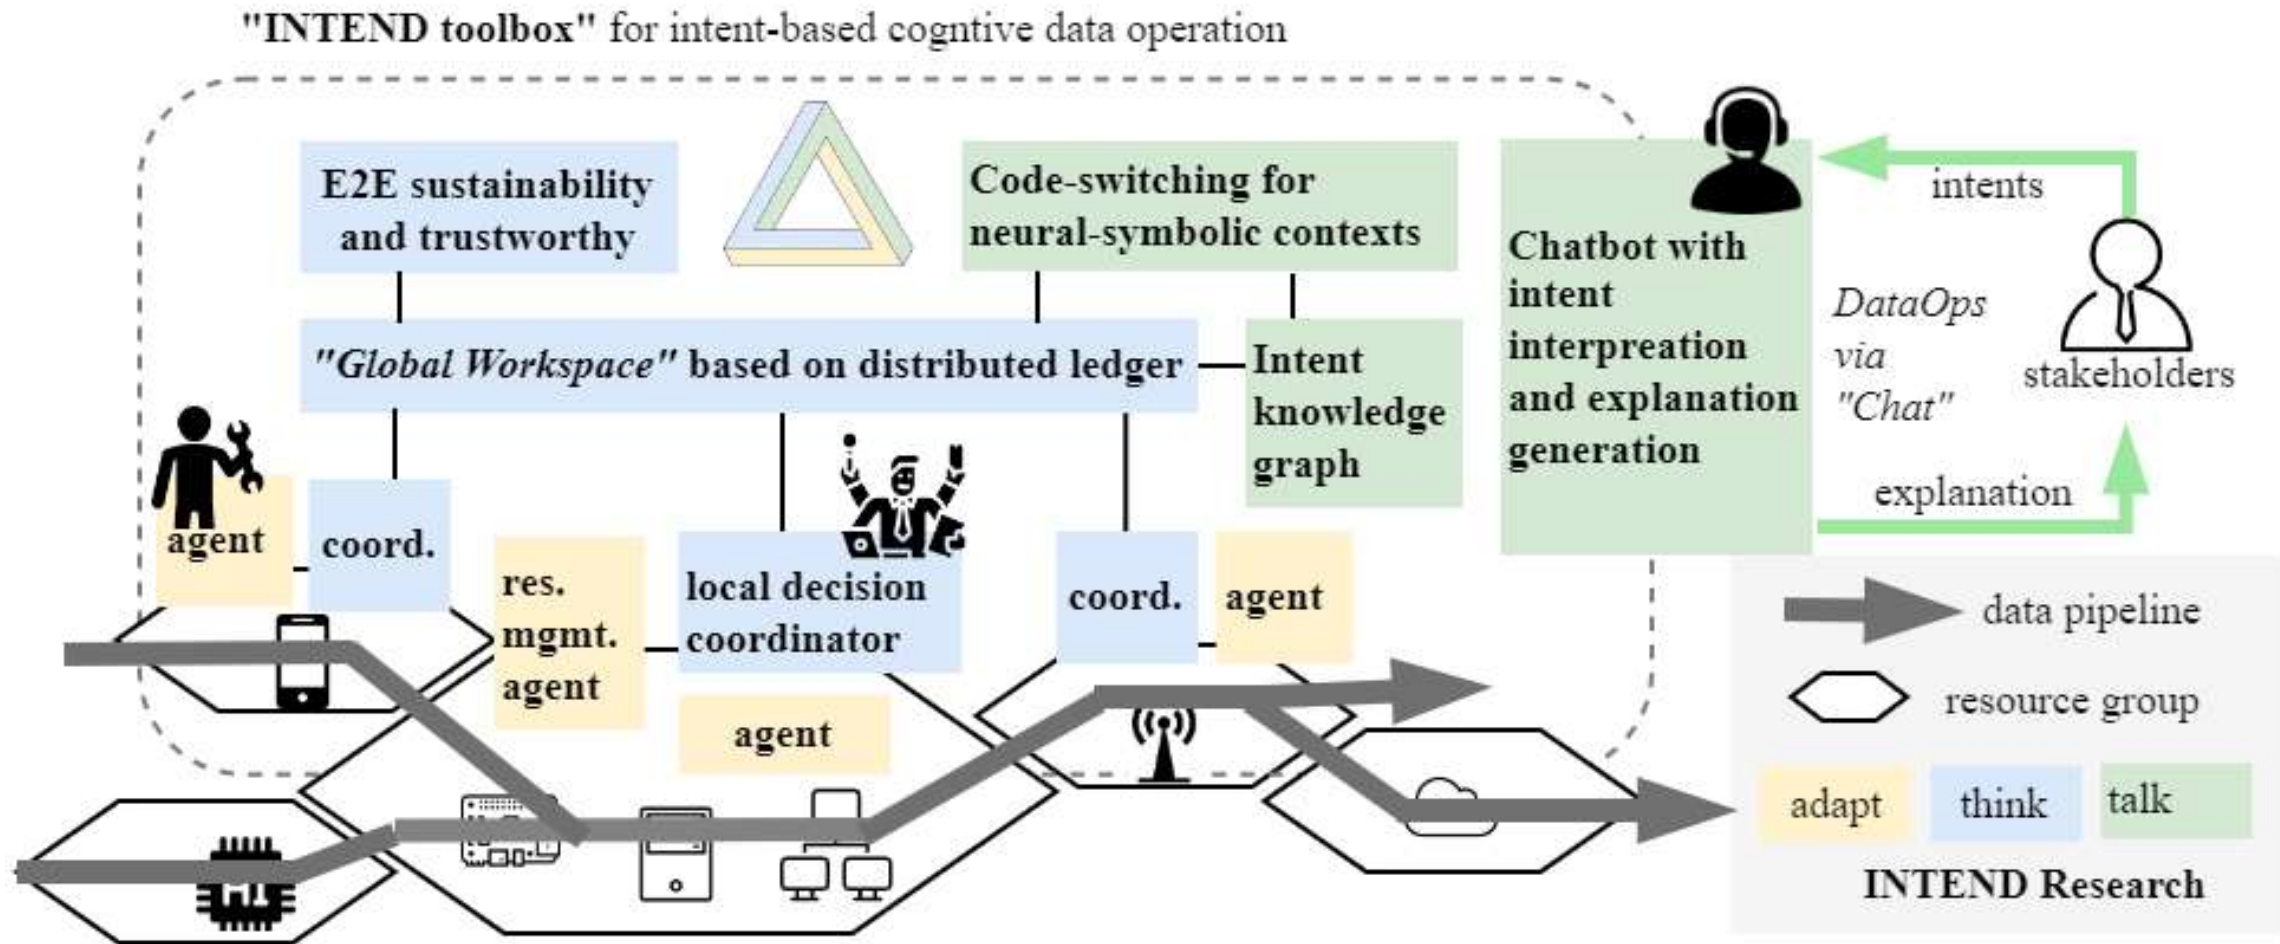 "INTEND toolbox" for intent-based cogntive data operation
E2E sustainability
and trustworthy
Code-switching for
neural-symbolic contexts
"Global Workspace" based on distributed ledger
Intent
knowledge
graph
Chatbot with
intent
interpreation
and explanation
generation
intents
DataOps
via
"Chat"
stakeholders
explanation
agent
coord.
res.
mgmt.
agent
local decision
coordinator
agent
coord.
agent
data pipeline
resource group
adapt
think
talk
INTEND Research